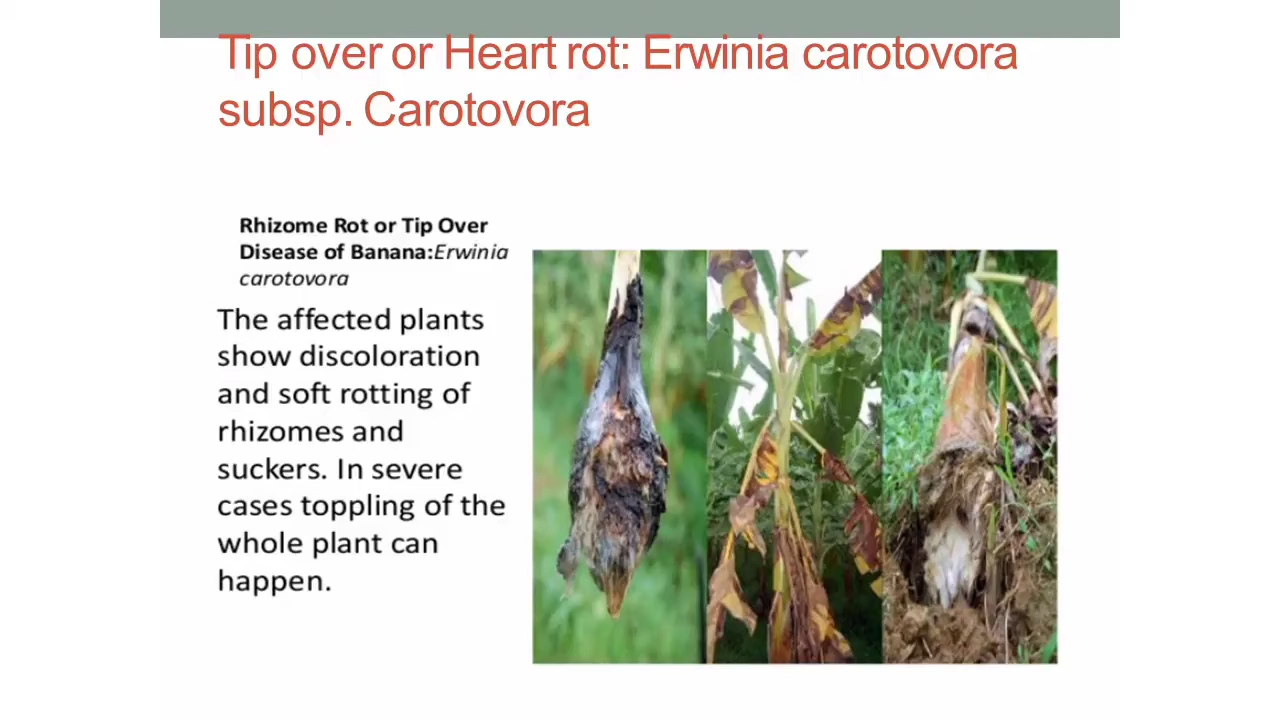 Tip over or Heart rot: Erwinia carotovora
subsp. Carotovora
Rhizome Rot or Tip Over
Disease of Banana:Erwinia
carotovora
The affected plants
show discoloration
and soft rotting of
rhizomes and
suckers. In severe
cases toppling of the
whole plant can
happen.